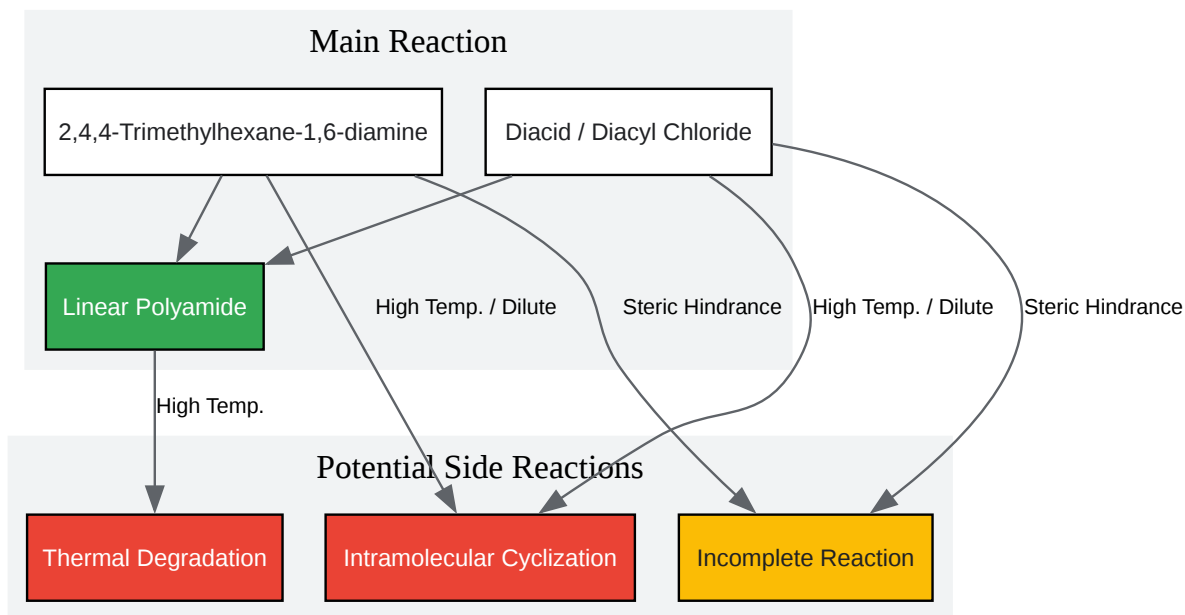 Main Reaction
2,4,4-Trimethylhexane-1,6-diamine
Diacid / Diacyl Chloride
Linear Polyamide
High Temp. / Dilute
Steric Hindrance
High Temp. / Dilute
Steric Hindrance
High Temp.
Potential Side Reactions
Thermal Degradation
Intramolecular Cyclization
Incomplete Reaction